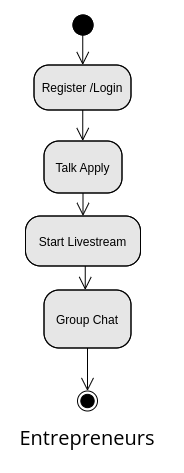 Register /Login
Talk Apply
Start Livestream
Group Chat
Entrepreneurs